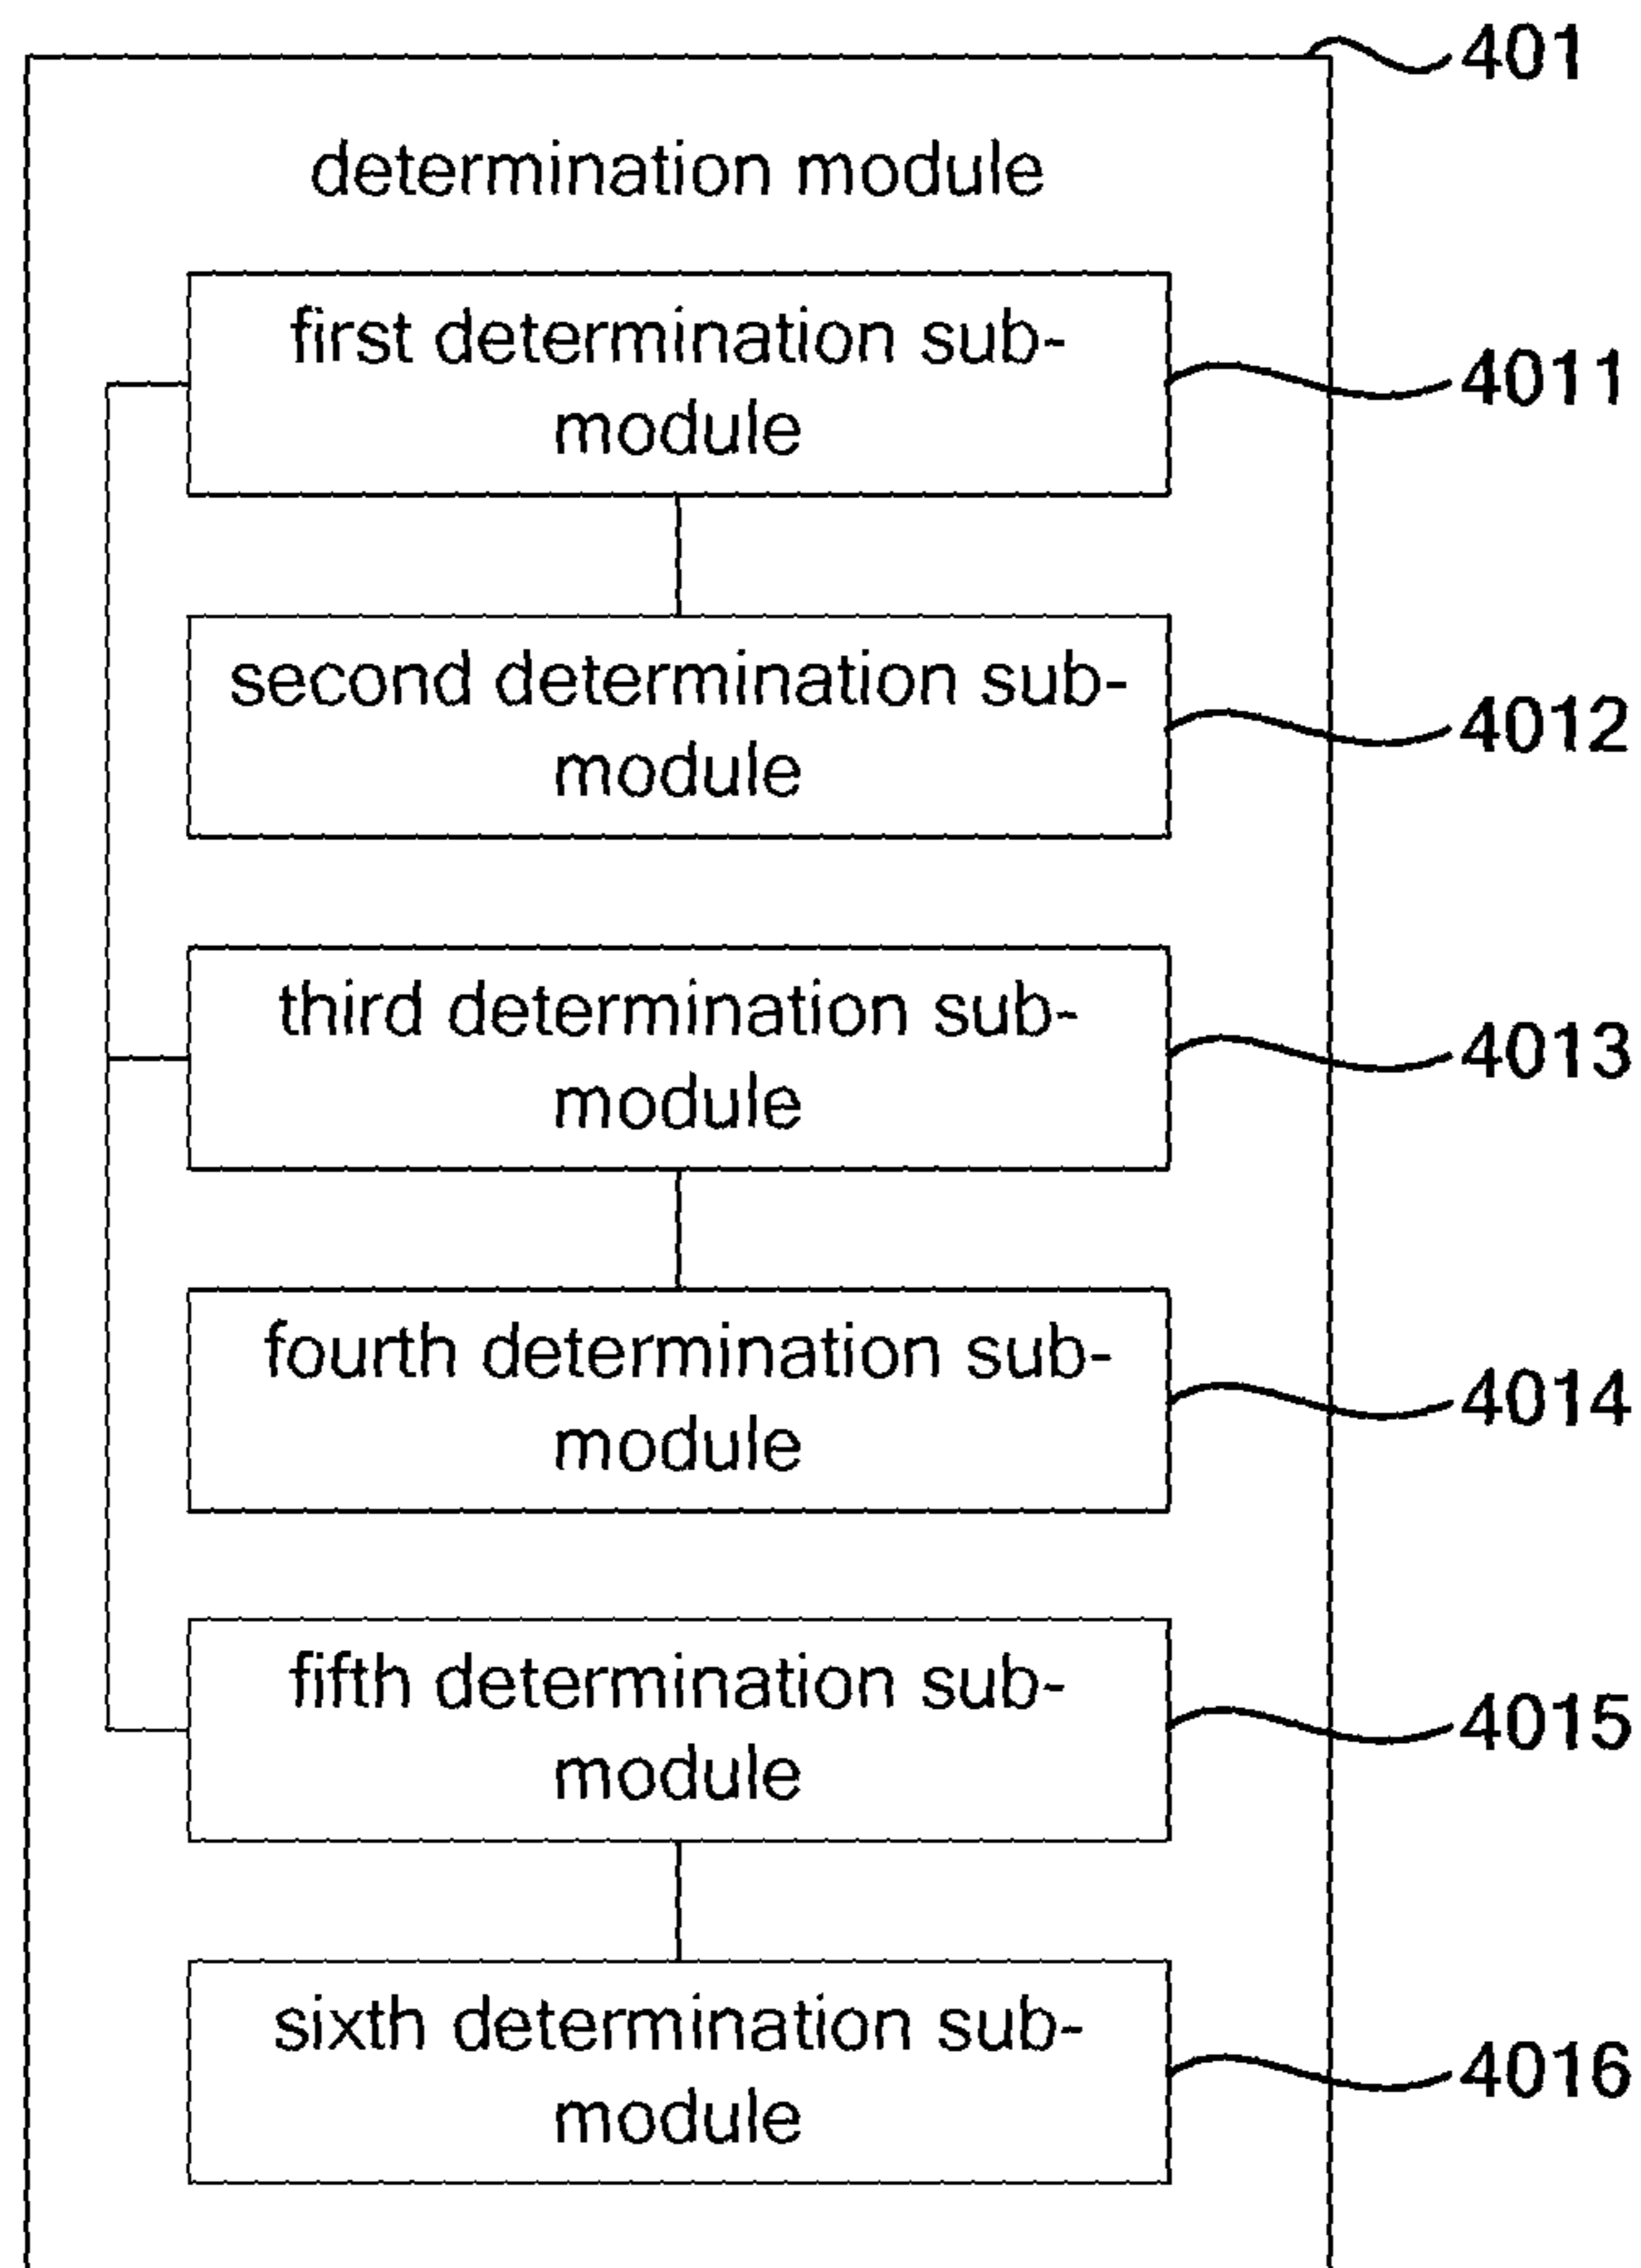 401
determination module
first determination sub-
module
4011
second determination sub-
module
4012
third determination sub-
module
4013
fourth determination sub-
module
4014
fifth determination sub-
module
4015
sixth determination sub-
module
4016